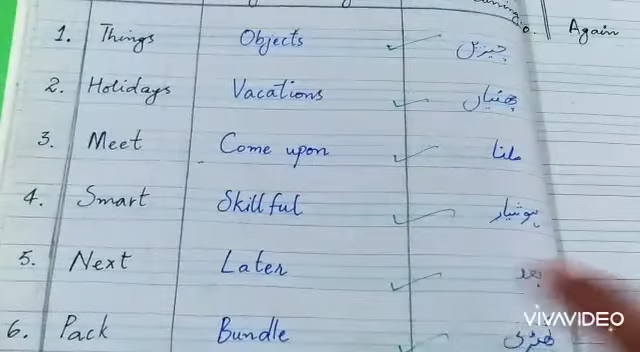 Again
1. Things Objects چیزیں
2. Holidays Vacations چھٹیاں
3. Meet Come upon ملنا
4. Smart Skillful ہوشیار
5. Next Later بعد
6. Pack Bundle
VIVAVIDEO